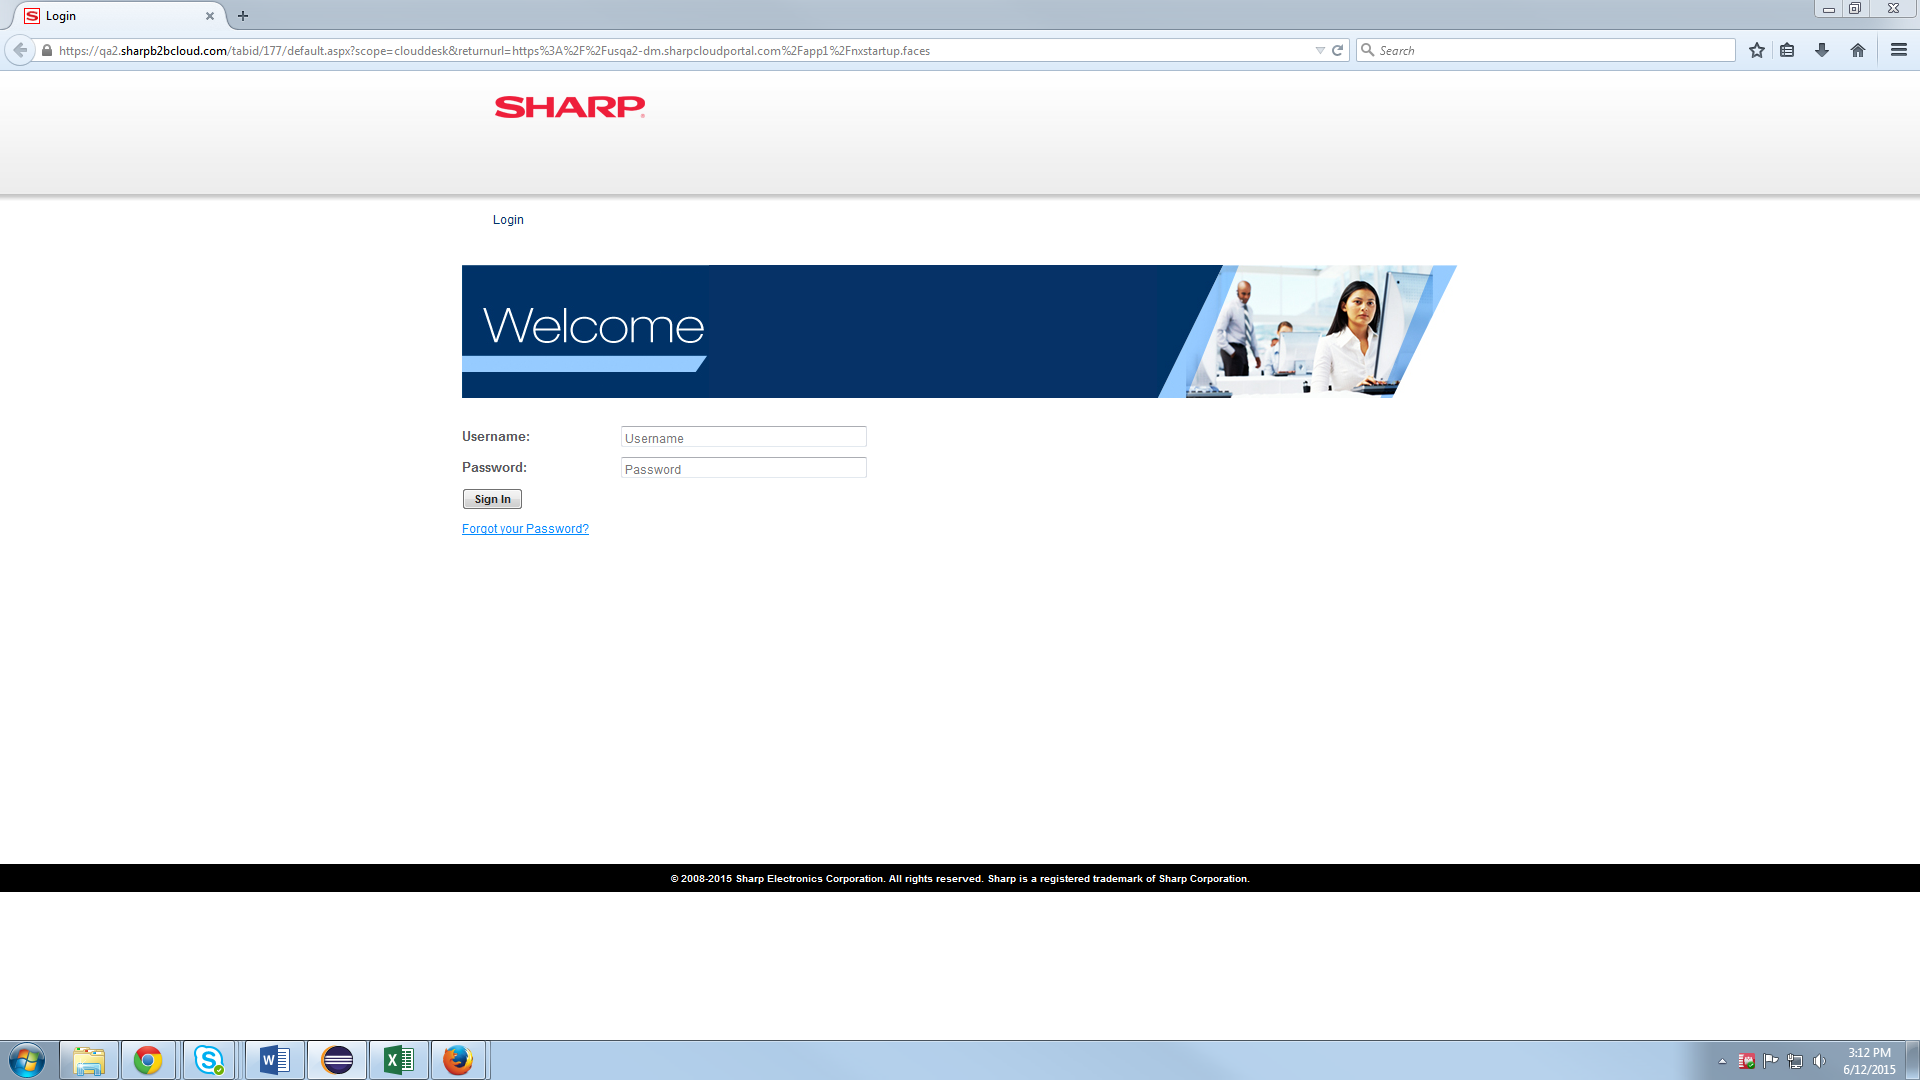 Login
https://qa2.sharpb2bcloud.com/tabid/177/default.aspx?scope=clouddesk&returnurl=https%3A%2F%2Fusqa2-dm.sharpcloudportal.com%2Fapp1%2Fnxstartup.faces
Search
SHARP
Login
Welcome
Username: Username
Password: Password
Sign In
Forgot your Password?
© 2008-2015 Sharp Electronics Corporation. All rights reserved. Sharp is a registered trademark of Sharp Corporation.
3:12 PM
6/12/2015